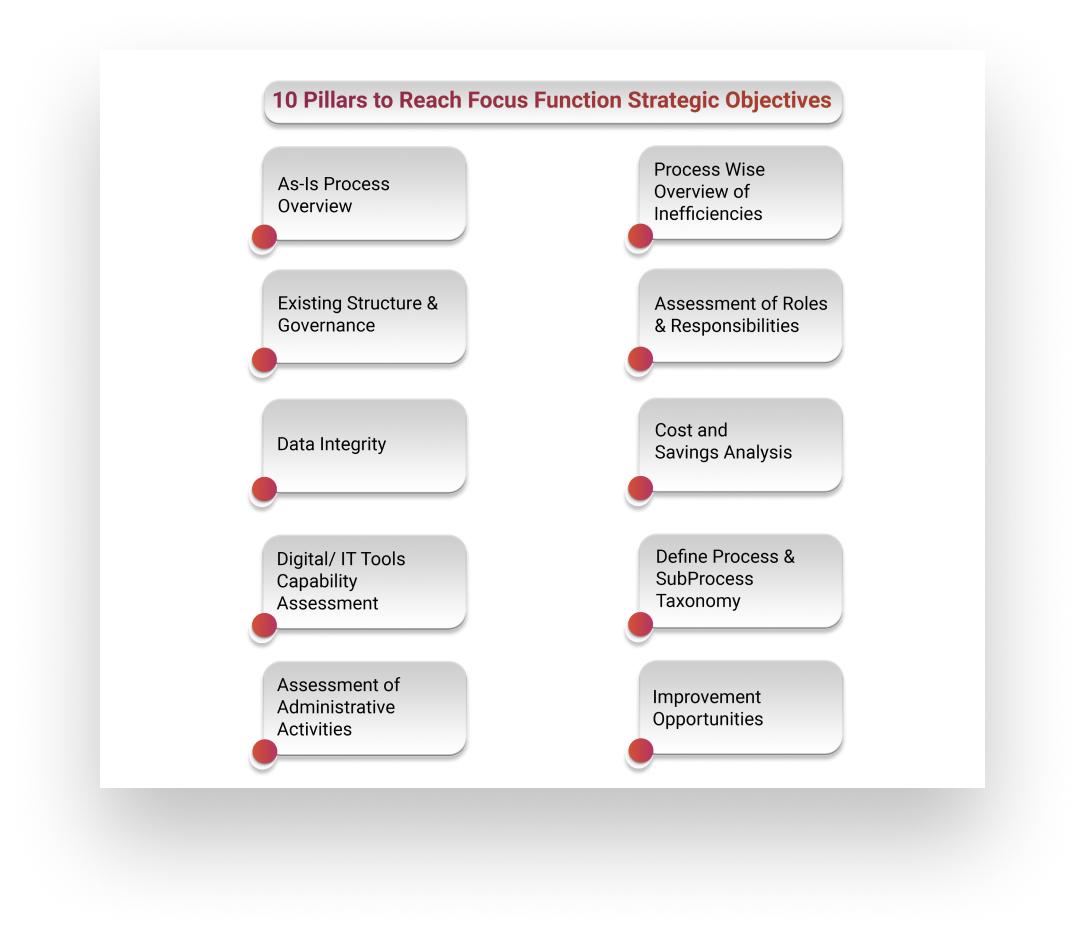 10 Pillars to Reach Focus Function Strategic Objectives
As-Is Process
Overview
Process Wise
Overview of
Inefficiencies
Existing Structure &
Governance
Assessment of Roles
& Responsibilities
Data Integrity
Cost and
Savings Analysis
Digital/ IT Tools
Capability
Assessment
Define Process &
SubProcess
Taxonomy
Assessment of
Administrative
Activities
Improvement
Opportunities